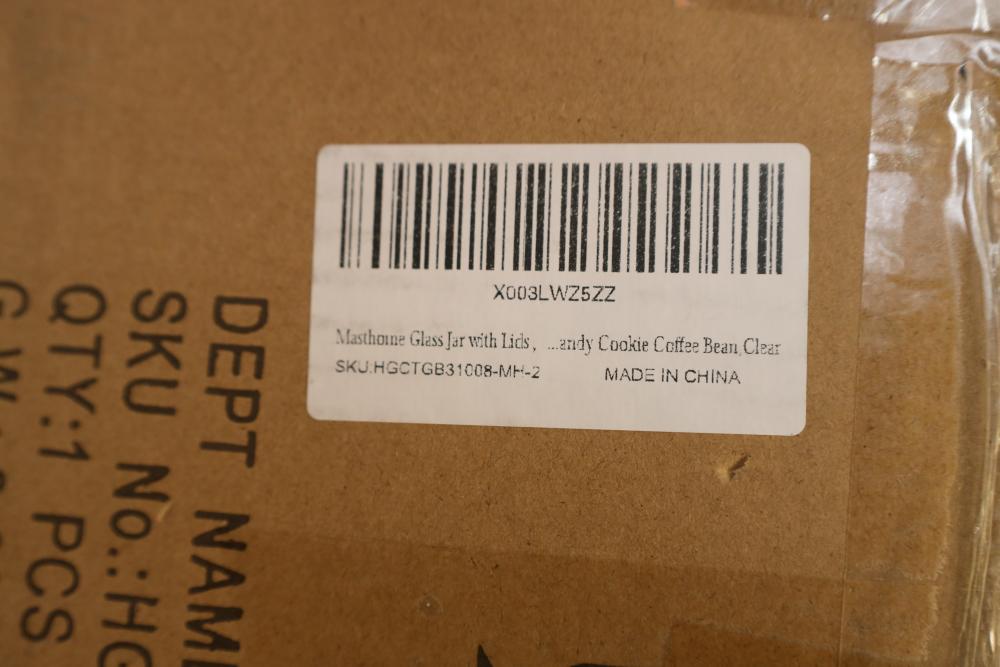 X003LWZ5ZZ
Masthome Glass Jar with Lids, ...andy Cookie Coffee Bean,Clear
SKU:HGCTGB31008-MH-2 MADE IN CHINA
DEPT NAME
SKU No.:HG
QTY:1 PCS